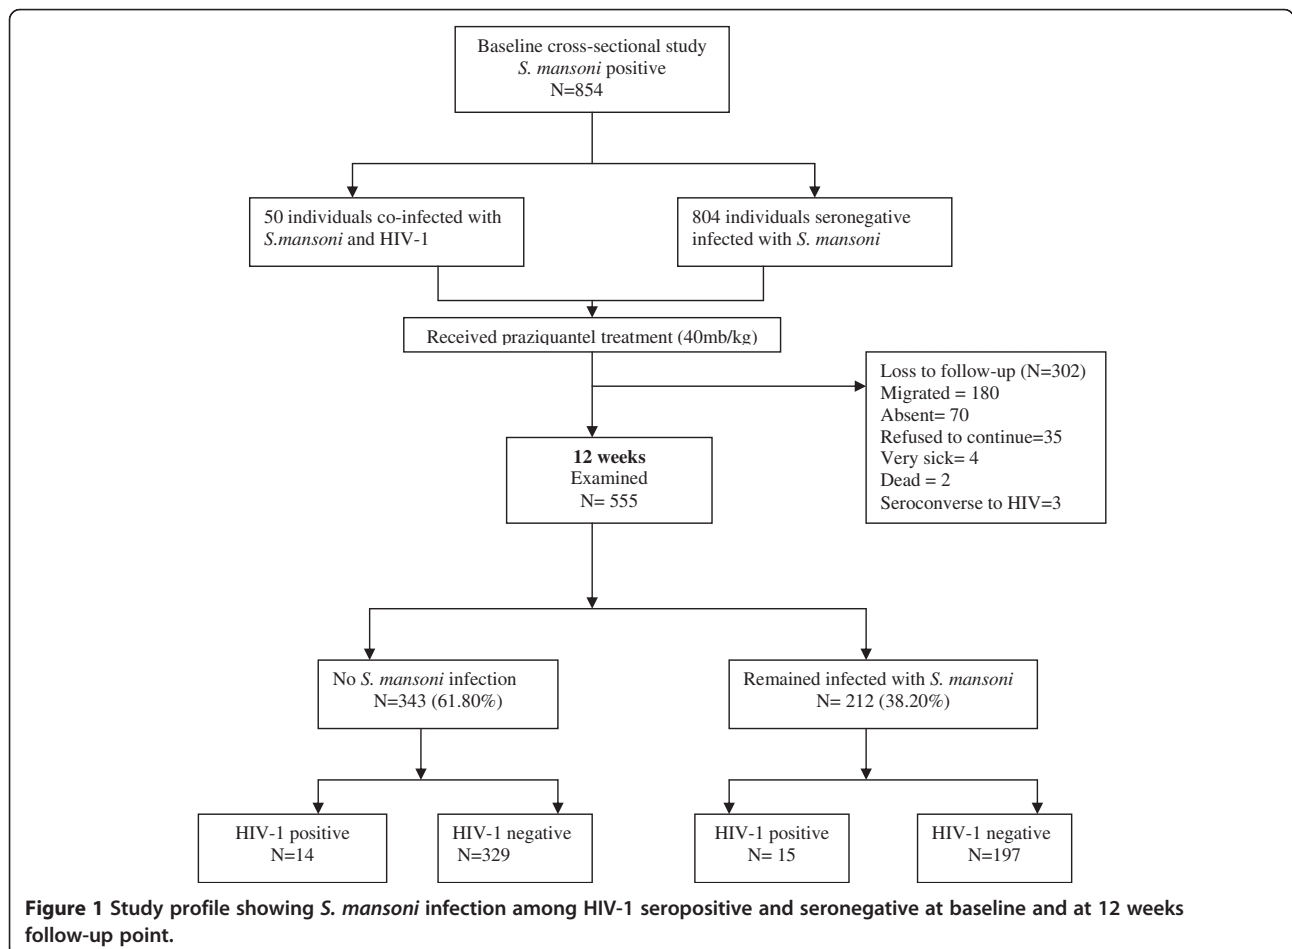 Baseline cross-sectional study
S. mansoni positive
N=854
50 individuals co-infected with
S.mansoni and HIV-1
804 individuals seronegative
infected with S. mansoni
Received praziquantel treatment (40mb/kg)
Loss to follow-up (N=302)
Migrated = 180
Absent= 70
Refused to continue=35
Very sick= 4
Dead = 2
Seroconverse to HIV=3
12 weeks
Examined
N= 555
No S. mansoni infection
N=343 (61.80%)
Remained infected with S. mansoni
N= 212 (38.20%)
HIV-1 positive
N=14
HIV-1 negative
N=329
HIV-1 positive
N= 15
HIV-1 negative
N=197
Figure 1 Study profile showing S. mansoni infection among HIV-1 seropositive and seronegative at baseline and at 12 weeks
follow-up point.